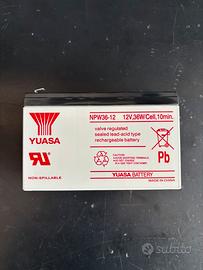 NPW36-12 12V,36W/Cell,10min.
YUASA
valve regulated
sealed lead-acid type
rechargeable battery
Pb
NON-SPILLABLE
YUASA BATTERY
MADE IN CHINA
subito